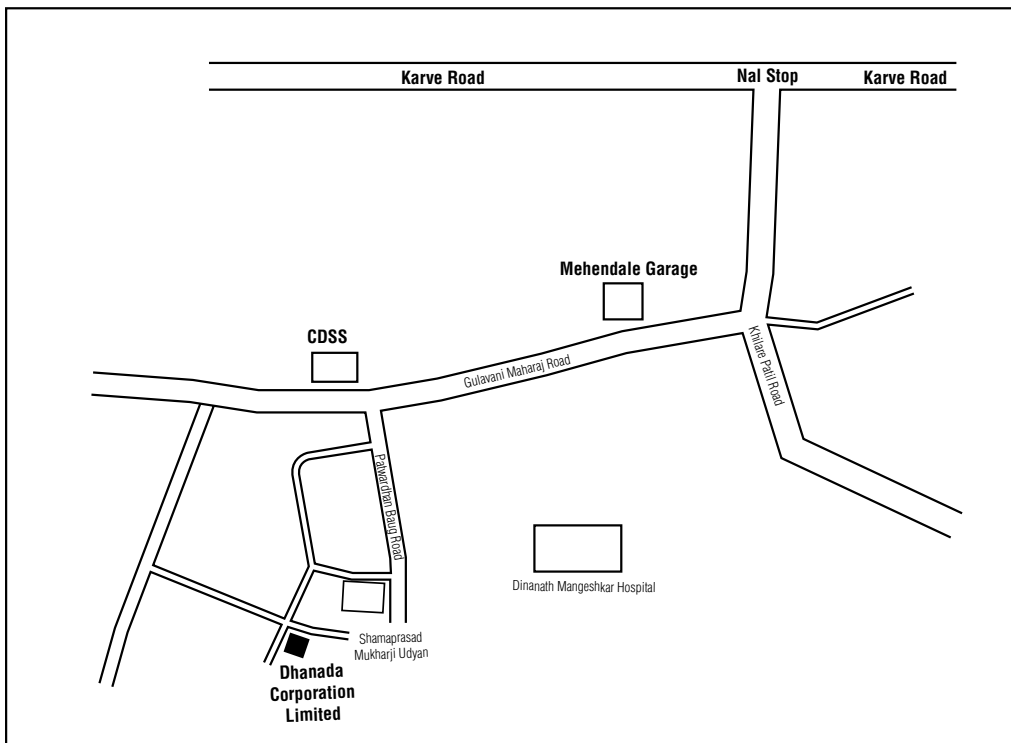 Karve Road
Nal Stop
Karve Road
Mehendale Garage
CDSS
Gulavani Maharaj Road
Khilare Patil Road
Patwardhan Baug Road
Dinanath Mangeshkar Hospital
Shamaprasad
Mukharji Udyan
Dhanada
Corporation
Limited